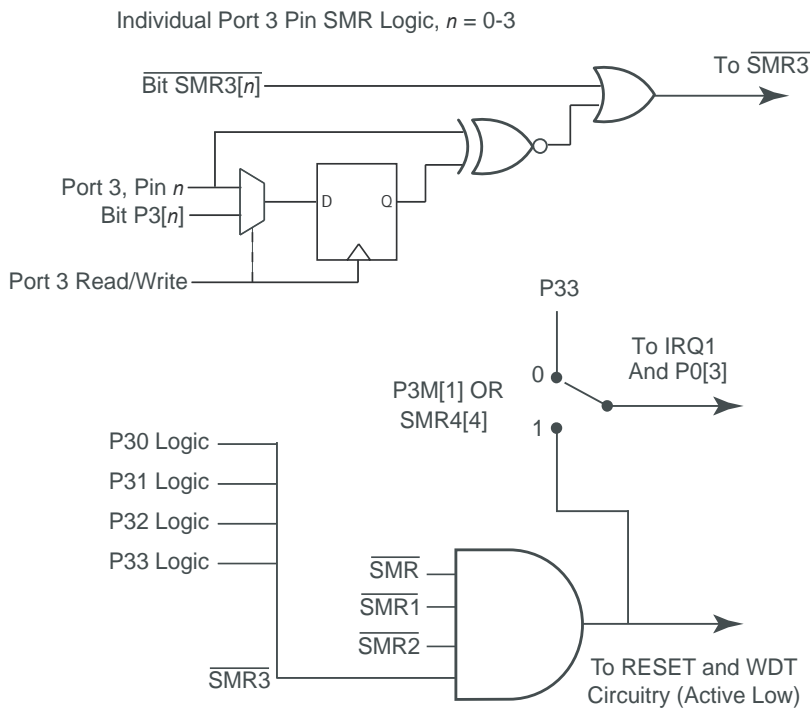 Individual Port 3 Pin SMR Logic, n = 0-3
To SMR3
Bit SMR3[n]
Port 3, Pin n
Bit P3[n]
D
Q
Port 3 Read/Write
P33
To IRQ1
And P0[3]
0
P3M[1] OR
SMR4[4]
1
P30 Logic
P31 Logic
P32 Logic
P33 Logic
SMR
SMR1
SMR2
SMR3
To RESET and WDT
Circuitry (Active Low)